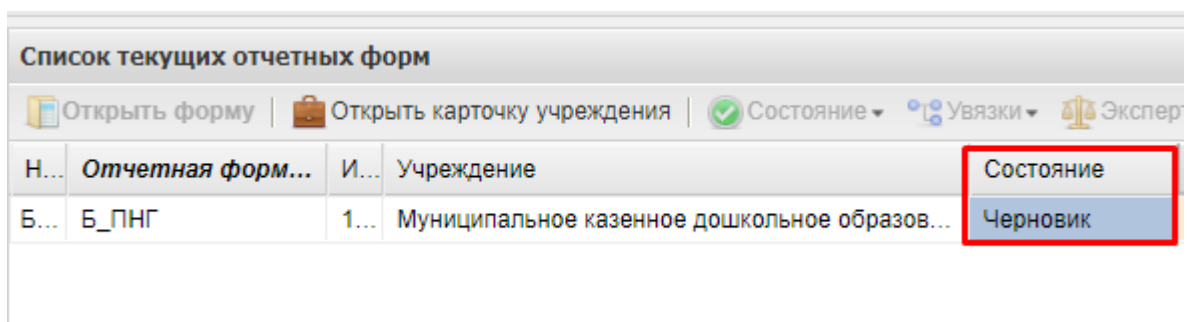 Список текущих отчетных форм
Открыть форму Открыть карточку учреждения Состояние Увязки Экспер
Н... Отчетная форм... И... Учреждение Состояние
Б... Б_ПНГ 1... Муниципальное казенное дошкольное образов... Черновик